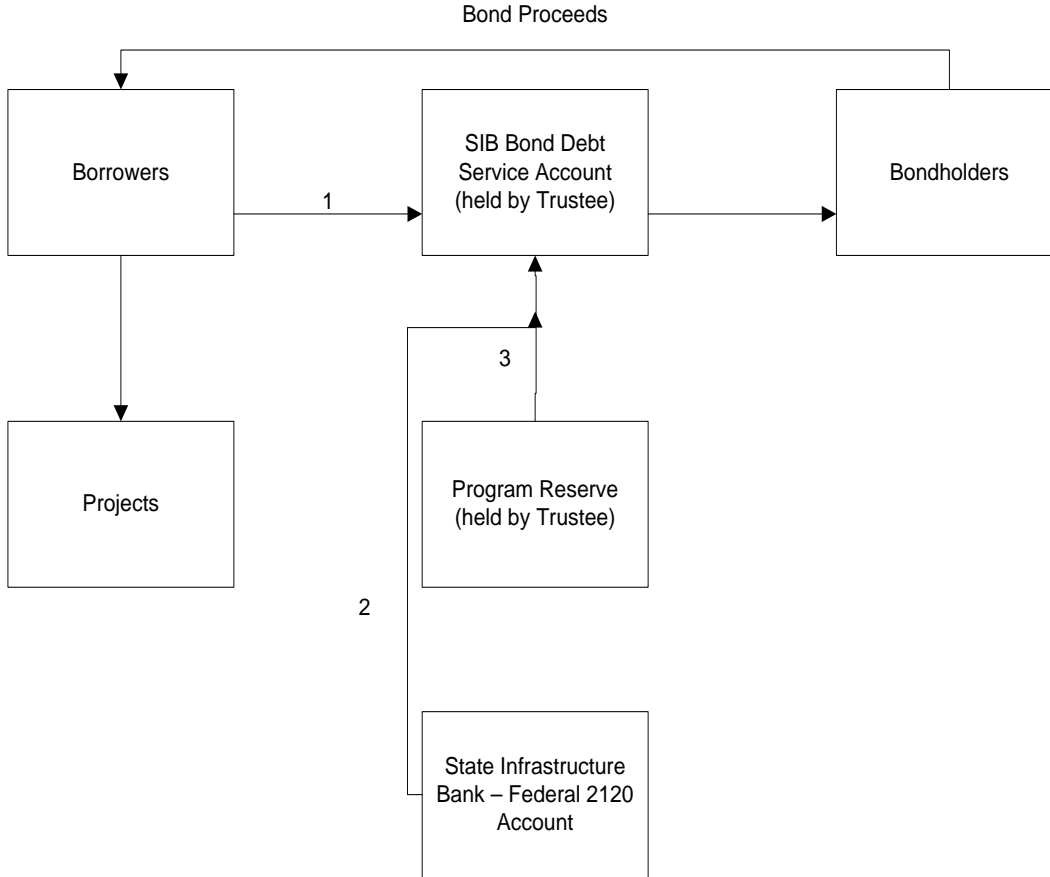 Bond Proceeds
Borrowers
SIB Bond Debt
Service Account
(held by Trustee)
Bondholders
1
3
Projects
Program Reserve
(held by Trustee)
2
State Infrastructure
Bank – Federal 2120
Account